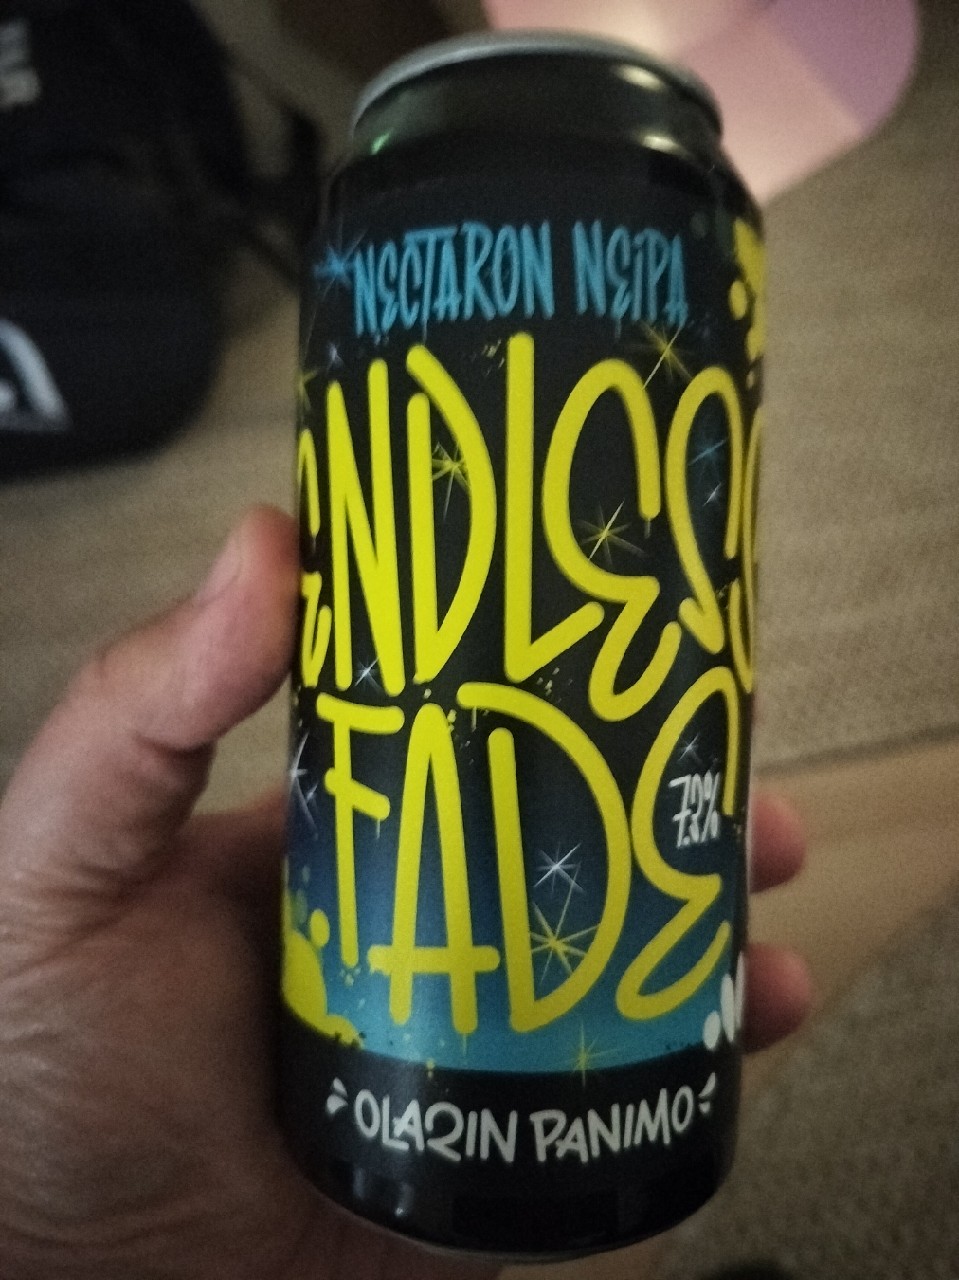 NECTARON NEIPA
ENDLESS
FADE
7.2%
OLARIN PANIMO